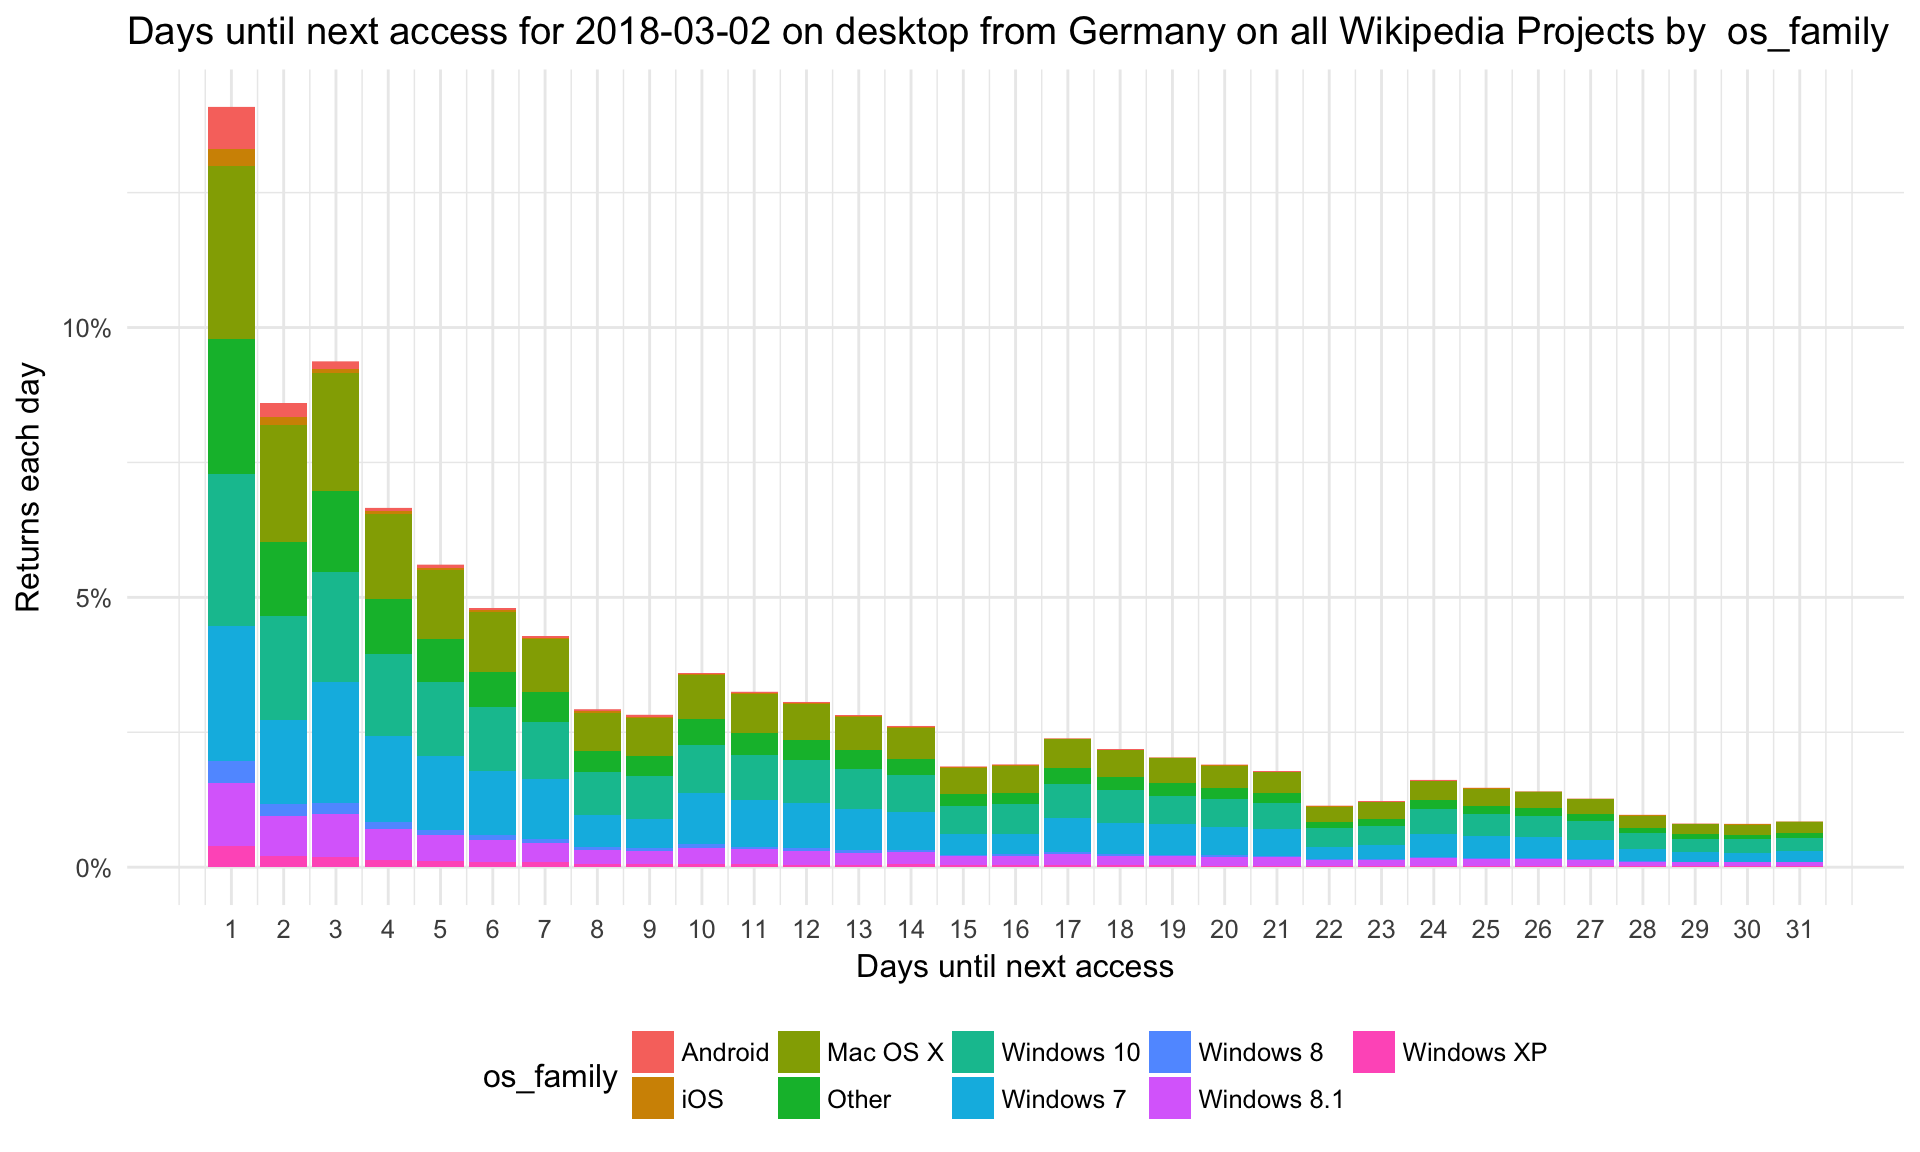 Days until next access for 2018-03-02 on desktop from Germany on all Wikipedia Projects by  os_family
Returns each day
10%
5%
0%
1 2 3 4 5 6 7 8 9 10 11 12 13 14 15 16 17 18 19 20 21 22 23 24 25 26 27 28 29 30 31
Days until next access
os_family
Android Mac OS X Windows 10 Windows 8 Windows XP
iOS Other Windows 7 Windows 8.1